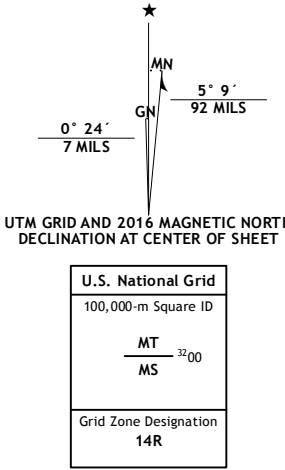 ★
MN
GN
5° 9´
92 MILS
0° 24´
7 MILS
UTM GRID AND 2016 MAGNETIC NORTH
DECLINATION AT CENTER OF SHEET
U.S. National Grid
100,000-m Square ID
MT
3200
MS
Grid Zone Designation
14R